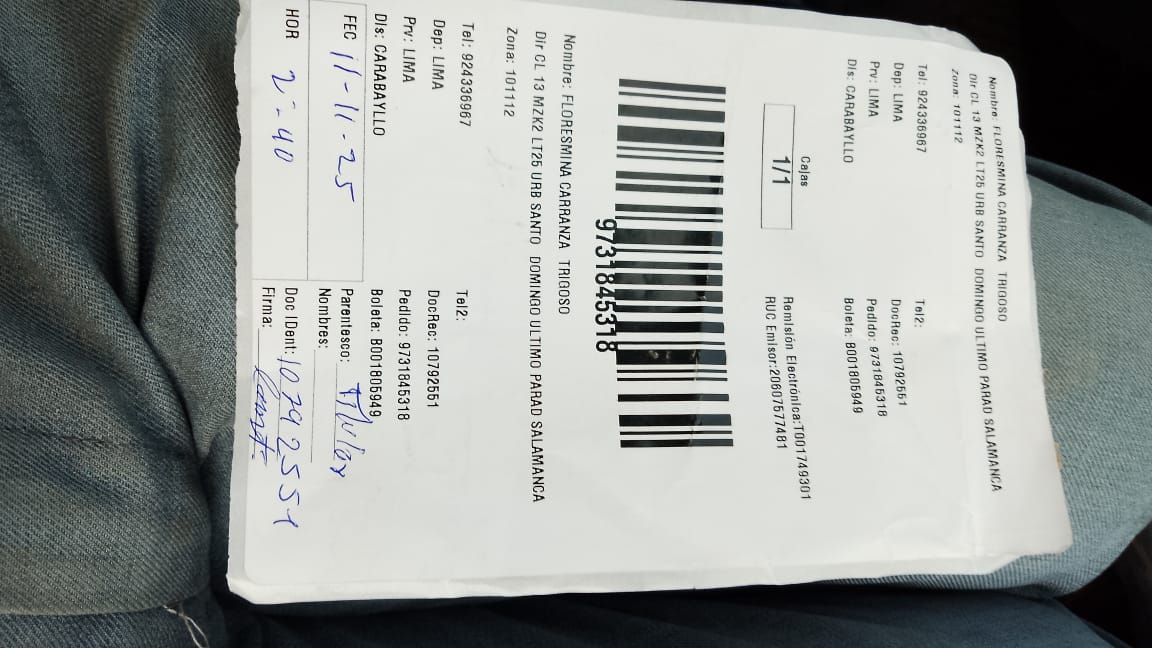 Nombre: FLORESMINA CARRANZA TRIGOSO
Dir CL 13 MZK2 LT25 URB SANTO DOMINGO ULTIMO PARAD SALAMANCA
Zona: 101112
Tel: 924336967 Tel2:
Dep: LIMA DocRec: 10792551
Prv: LIMA Pedido: 9731845318
Dis: CARABAYLLO Boleta: B001805949
Cajas
1/1
Remisión Electrónica:T001749301
RUC Emisor:20607577481
9731845318
Nombre: FLORESMINA CARRANZA TRIGOSO
Dir CL 13 MZK2 LT25 URB SANTO DOMINGO ULTIMO PARAD SALAMANCA
Zona: 101112
Tel: 924336967 Tel2:
Dep: LIMA DocRec: 10792551
Prv: LIMA Pedido: 9731845318
Dis: CARABAYLLO Boleta: B001805949
FEC 11-11-25 Parentesco: Titular
Nombres:
HOR 2-40 Doc IDent: 10792551
Firma: